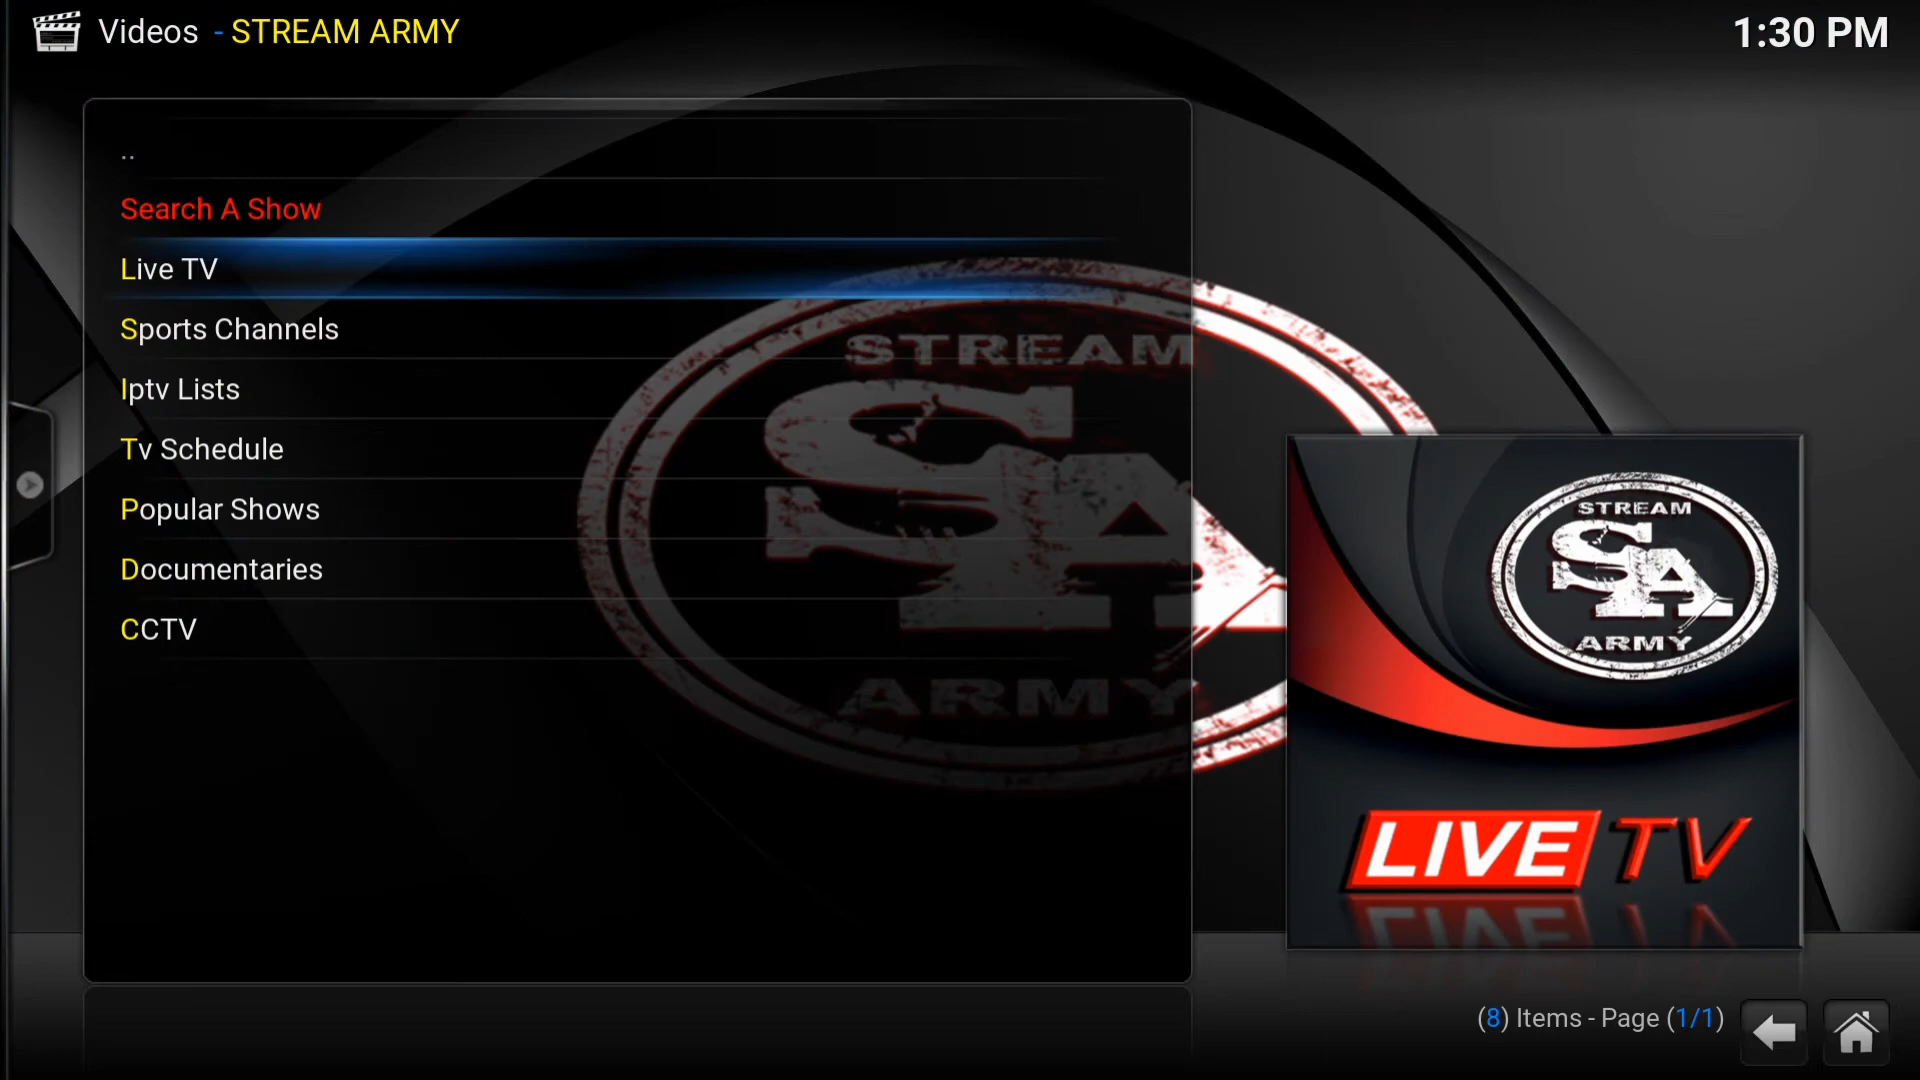 Videos - STREAM ARMY
1:30 PM
..
Search A Show
Live TV
Sports Channels
Iptv Lists
Tv Schedule
Popular Shows
Documentaries
CCTV
STREAM
SA
ARMY
STREAM
SA
ARMY
LIVE TV
(8) Items - Page (1/1)